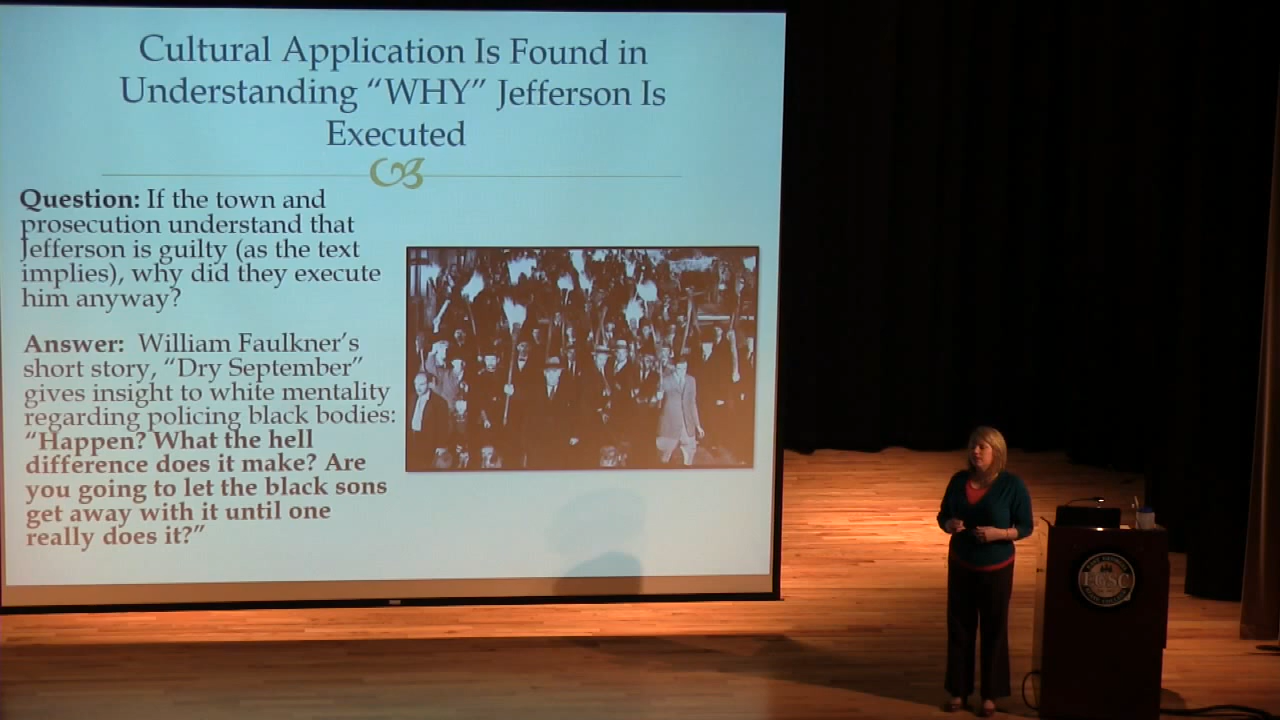 Cultural Application Is Found in
Understanding “WHY” Jefferson Is
Executed
Question: If the town and
prosecution understand that
Jefferson is guilty (as the text
implies), why did they execute
him anyway?
Answer: William Faulkner’s
short story, “Dry September”
gives insight to white mentality
regarding policing black bodies:
“Happen? What the hell
difference does it make? Are
you going to let the black sons
get away with it until one
really does it?”
EGSC